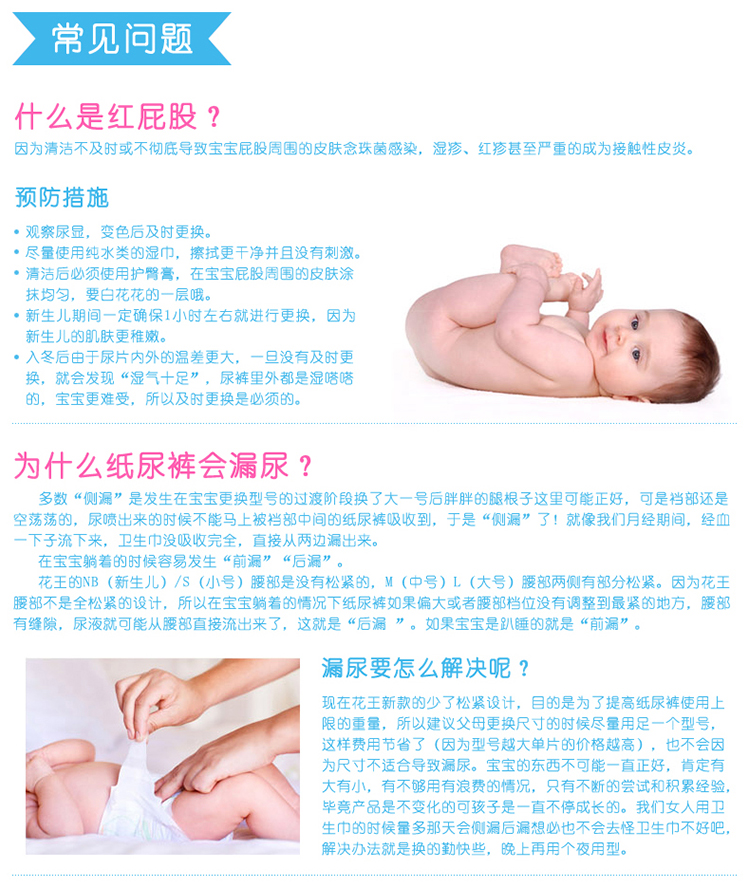 常见问题
什么是红屁股？
因为清洁不及时或不彻底导致宝宝屁股周围的皮肤念珠菌感染，湿疹、红疹甚至严重的成为接触性皮炎。
预防措施
• 观察尿显，变色后及时更换。
• 尽量使用纯水类的湿巾，擦拭更干净并且没有刺激。
• 清洁后必须使用护臀膏，在宝宝屁股周围的皮肤涂
抹均匀，要白花花的一层哦。
• 新生儿期间一定确保1小时左右就进行更换，因为
新生儿的肌肤更稚嫩。
• 入冬后由于尿片内外的温差更大，一旦没有及时更
换，就会发现“湿气十足”，尿裤里外都是湿嗒嗒
的，宝宝更难受，所以及时更换是必须的。
为什么纸尿裤会漏尿？
多数“侧漏”是发生在宝宝更换型号的过渡阶段换了大一号后胖胖的腿根子这里可能正好，可是裆部还是
空荡荡的，尿喷出来的时候不能马上被裆部中间的纸尿裤吸收到，于是“侧漏”了！就像我们月经期间，经血
一下子流下来，卫生巾没吸收完全，直接从两边漏出来。
在宝宝躺着的时候容易发生“前漏”“后漏”。
花王的NB（新生儿）/S（小号）腰部是没有松紧的，M（中号）L（大号）腰部两侧有部分松紧。因为花王
腰部不是全松紧的设计，所以在宝宝躺着的情况下纸尿裤如果偏大或者腰部档位没有调整到最紧的地方，腰部
有缝隙，尿液就可能从腰部直接流出来了，这就是“后漏 ”。如果宝宝是趴睡的就是“前漏”。
漏尿要怎么解决呢？
现在花王新款的少了松紧设计，目的是为了提高纸尿裤使用上
限的重量，所以建议父母更换尺寸的时候尽量用足一个型号，
这样费用节省了（因为型号越大单片的价格越高），也不会因
为尺寸不适合导致漏尿。宝宝的东西不可能一直正好，肯定有
大有小，有不够用有浪费的情况，只有不断的尝试和积累经验，
毕竟产品是不变化的可孩子是一直不停成长的。我们女人用卫
生巾的时候量多那天会侧漏后漏想必也不会去怪卫生巾不好吧，
解决办法就是换的勤快些，晚上再用个夜用型。